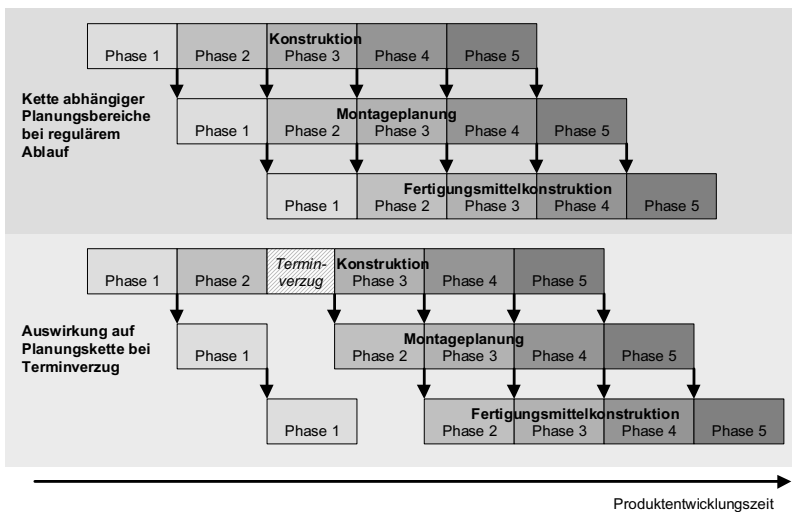 Konstruktion
Phase 1 Phase 2 Phase 3 Phase 4 Phase 5
Kette abhängiger
Planungsbereiche
bei regulärem
Ablauf
Montageplanung
Phase 1 Phase 2 Phase 3 Phase 4 Phase 5
Fertigungsmittelkonstruktion
Phase 1 Phase 2 Phase 3 Phase 4 Phase 5
Termin-
verzug
Konstruktion
Phase 1 Phase 2 Phase 3 Phase 4 Phase 5
Auswirkung auf
Planungskette bei
Terminverzug
Montageplanung
Phase 1 Phase 2 Phase 3 Phase 4 Phase 5
Fertigungsmittelkonstruktion
Phase 1 Phase 2 Phase 3 Phase 4 Phase 5
Produktentwicklungszeit